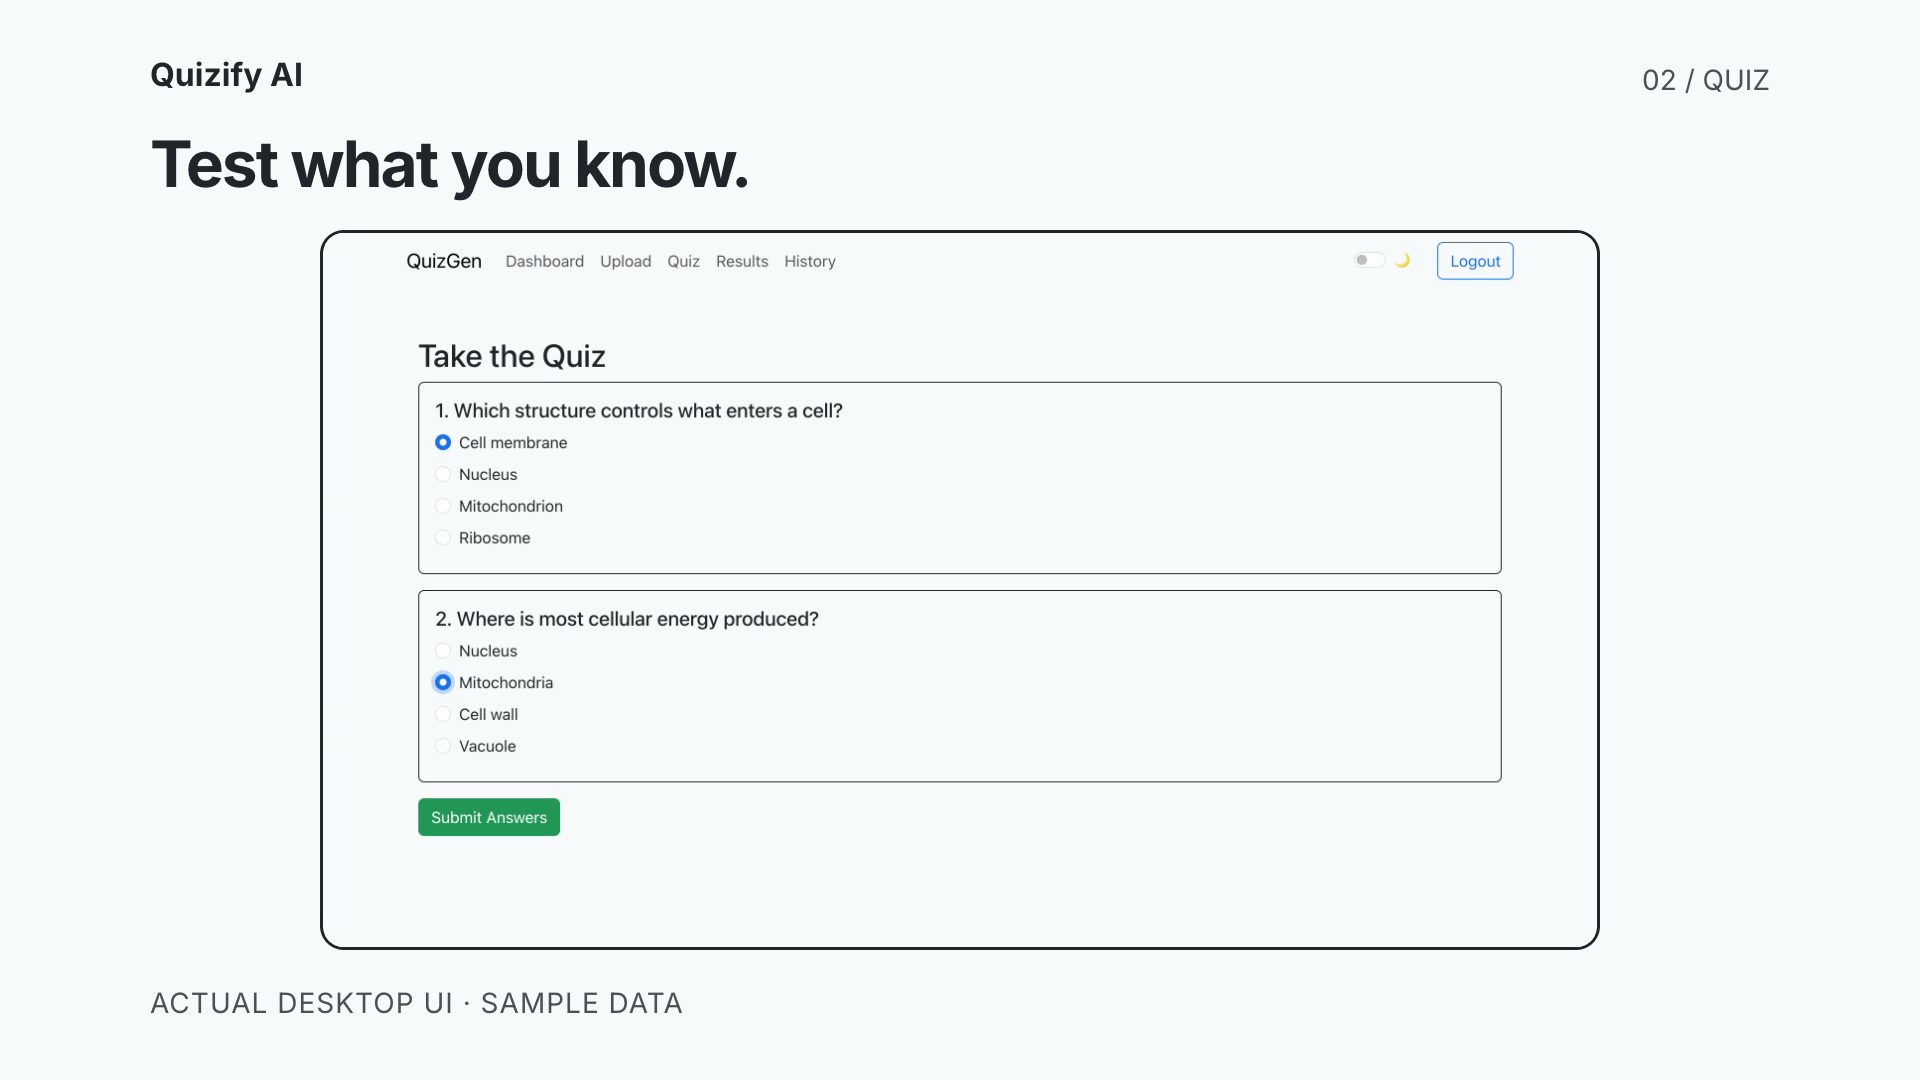 Quizify AI
02 / QUIZ
Test what you know.
QuizGen Dashboard Upload Quiz Results History Logout
Take the Quiz
1. Which structure controls what enters a cell?
Cell membrane
Nucleus
Mitochondrion
Ribosome
2. Where is most cellular energy produced?
Nucleus
Mitochondria
Cell wall
Vacuole
Submit Answers
ACTUAL DESKTOP UI · SAMPLE DATA